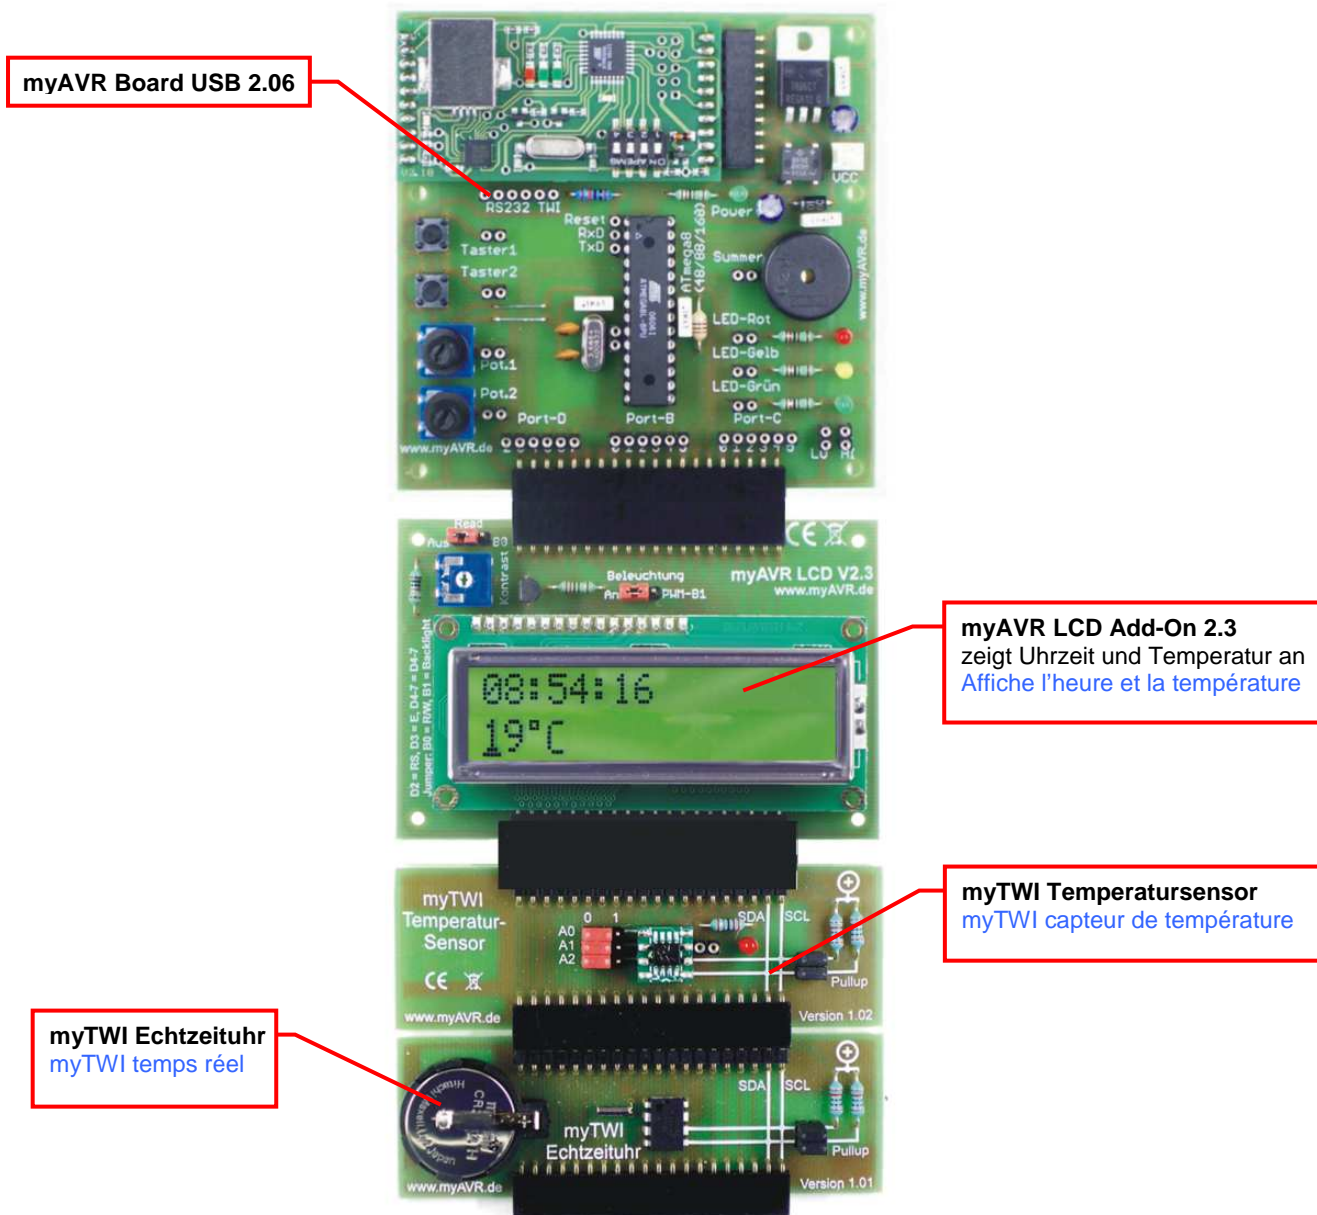 myAVR Board USB 2.06
VCC
RS232 TWI
Power
Reset
RxD
TxD
ATmega8
(48/88/168)
Taster1
Taster2
Summer
www.myAVR.de
LED-Rot
LED-Gelb
LED-Grün
Pot.1
Pot.2
Port-D
Port-B
Port-C
www.myAVR.de
Read
Aus
B0
Kontrast
Beleuchtung
An
PWM-B1
CE
myAVR LCD V2.3
www.myAVR.de
D2 = RS, D3 = E, D4-7 = D4-7
Jumper: B0 = R/W, B1 = Backlight
08:54:16
19°C
myAVR LCD Add-On 2.3
zeigt Uhrzeit und Temperatur an
Affiche l'heure et la température
myTWI
Temperatur-
Sensor
0 1
A0
A1
A2
SDA SCL
Pullup
CE
www.myAVR.de
Version 1.02
myTWI Temperatursensor
myTWI capteur de température
myTWI Echtzeituhr
myTWI temps réel
SDA SCL
myTWI
Echtzeituhr
Pullup
www.myAVR.de
Version 1.01